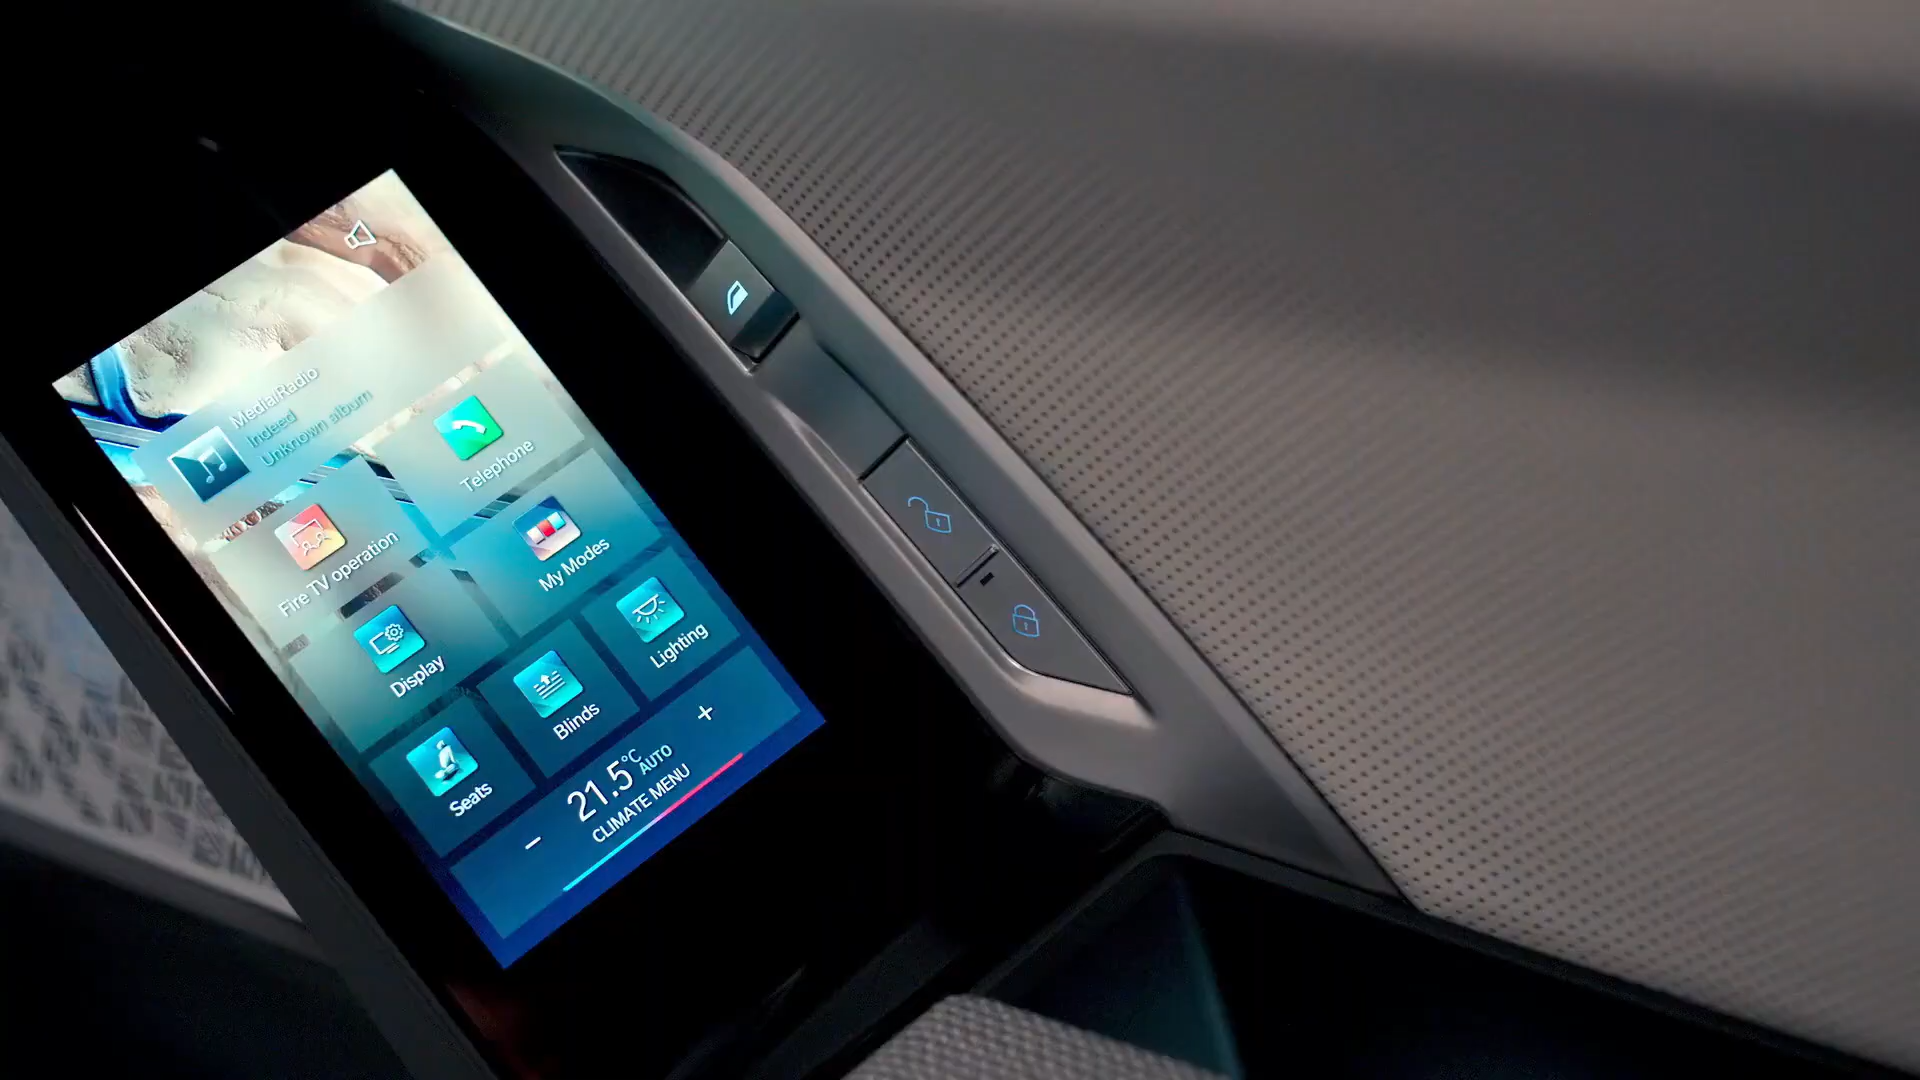 Media/Radio
Indeed
Unknown album
Telephone
Fire TV operation
My Modes
Display
Blinds
Lighting
Seats
21.5°C AUTO
CLIMATE MENU